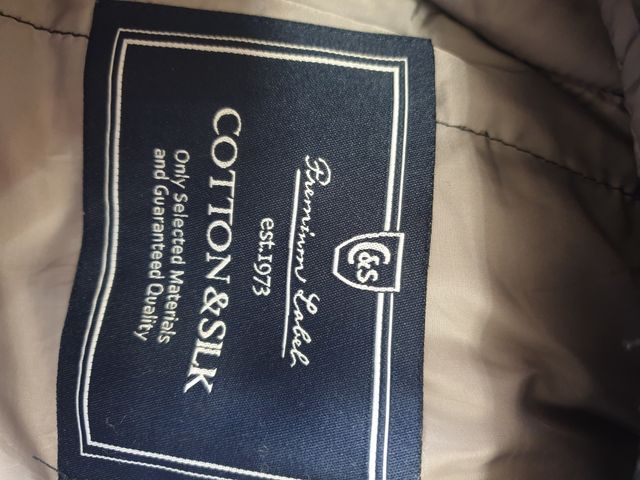 C&S
Premium Label
est.1973
COTTON&SILK
Only Selected Materials
and Guaranteed Quality